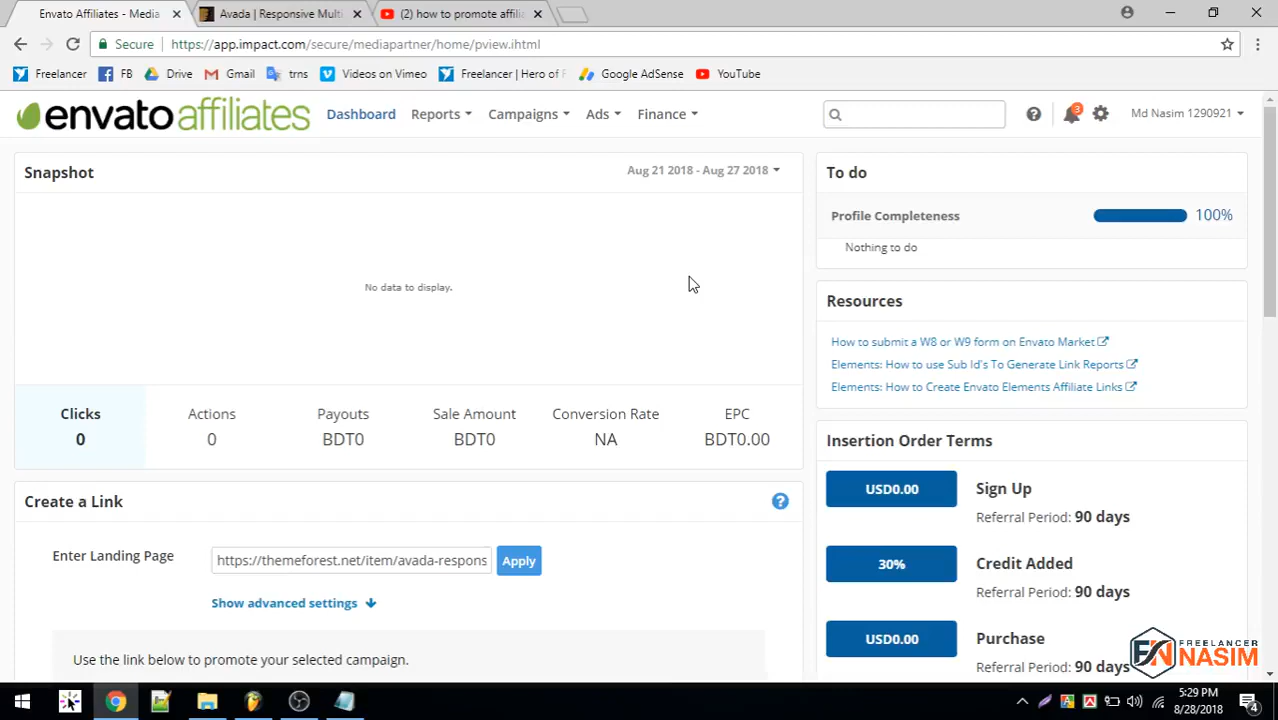 Envato Affiliates - Media
Avada | Responsive Multi
(2) how to promote affili
Secure
https://app.impact.com/secure/mediapartner/home/pview.ihtml
Freelancer
FB
Drive
Gmail
trns
Videos on Vimeo
Freelancer | Hero of F
Google AdSense
YouTube
envato affiliates
Dashboard
Reports
Campaigns
Ads
Finance
3
Md Nasim 1290921
Snapshot
Aug 21 2018 - Aug 27 2018
No data to display.
Clicks
0
Actions
0
Payouts
BDT0
Sale Amount
BDT0
Conversion Rate
NA
EPC
BDT0.00
To do
Profile Completeness
100%
Nothing to do
Resources
How to submit a W8 or W9 form on Envato Market
Elements: How to use Sub Id's To Generate Link Reports
Elements: How to Create Envato Elements Affiliate Links
Create a Link
Enter Landing Page
https://themeforest.net/item/avada-respons
Apply
Show advanced settings
Use the link below to promote your selected campaign.
Insertion Order Terms
USD0.00
Sign Up
Referral Period: 90 days
30%
Credit Added
Referral Period: 90 days
USD0.00
Purchase
Referral Period: 90 days
FREELANCER
NASIM
5:29 PM
8/28/2018
4